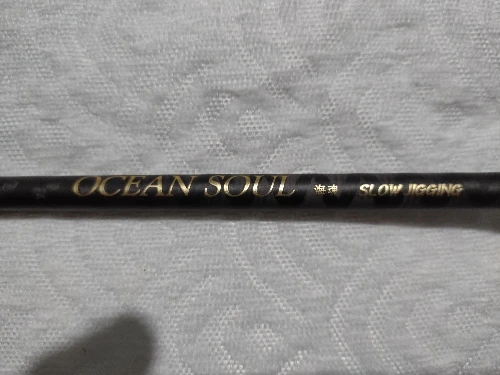 OCEAN SOUL 海魂 SLOW JIGGING